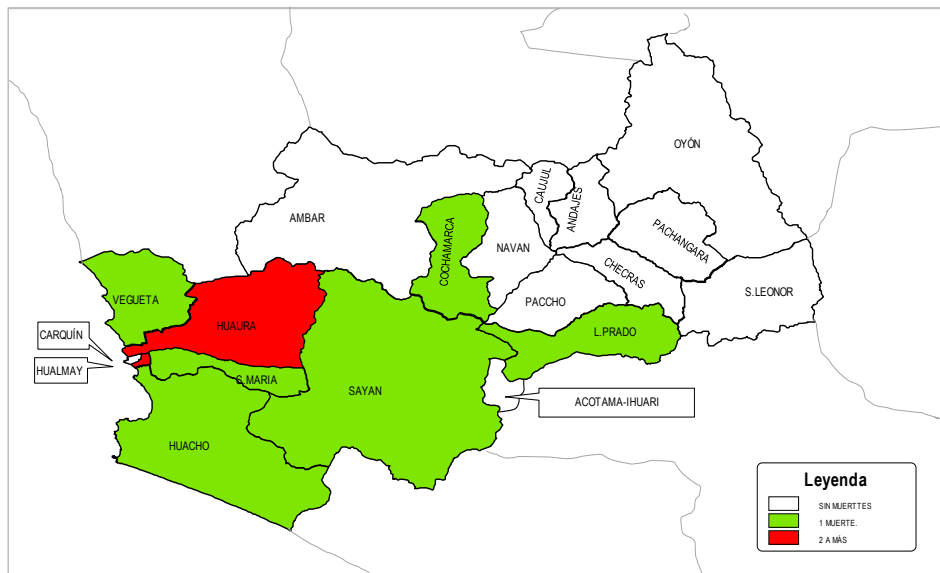 OYÓN
CAUJUL
ANDAJES
AMBAR
COCHAMARCA
NAVAN
PACHANGARA
CHECRAS
S.LEONOR
VEGUETA
PACCHO
HUAURA
L.PRADO
CARQUÍN
HUALMAY
S.MARIA
SAYAN
ACOTAMA-IHUARI
HUACHO
Leyenda
SIN MUERTTES
1 MUERTE.
2 A MÁS